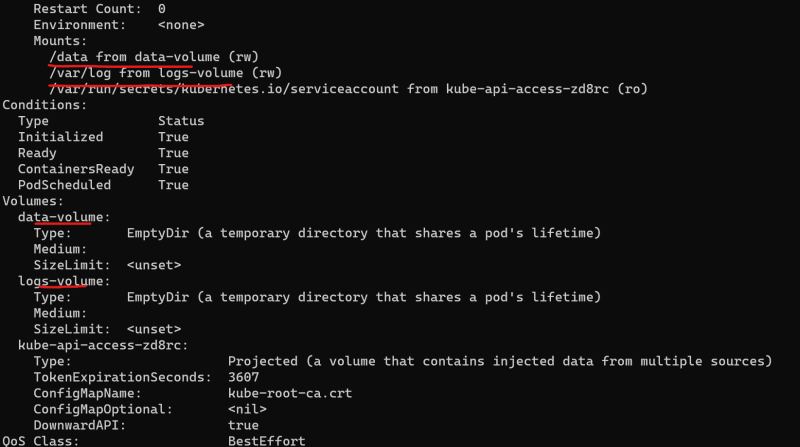 Restart Count:  0
Environment:    <none>
Mounts:
/data from data-volume (rw)
/var/log from logs-volume (rw)
/var/run/secrets/kubernetes.io/serviceaccount from kube-api-access-zd8rc (ro)
Conditions:
Type              Status
Initialized       True
Ready             True
ContainersReady   True
PodScheduled      True
Volumes:
data-volume:
Type:       EmptyDir (a temporary directory that shares a pod's lifetime)
Medium:
SizeLimit:  <unset>
logs-volume:
Type:       EmptyDir (a temporary directory that shares a pod's lifetime)
Medium:
SizeLimit:  <unset>
kube-api-access-zd8rc:
Type:                    Projected (a volume that contains injected data from multiple sources)
TokenExpirationSeconds:  3607
ConfigMapName:           kube-root-ca.crt
ConfigMapOptional:       <nil>
DownwardAPI:             true
QoS Class:                   BestEffort